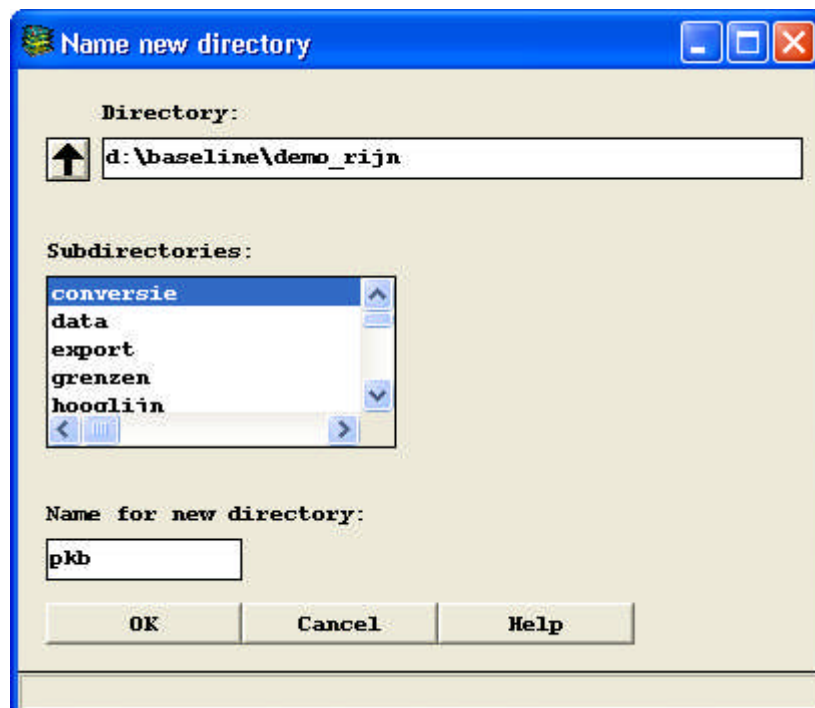 Name new directory
Directory:
d:\baseline\demo_rijn
Subdirectories:
conversie
data
export
grenzen
hooglijn
Name for new directory:
pkb
OK Cancel Help